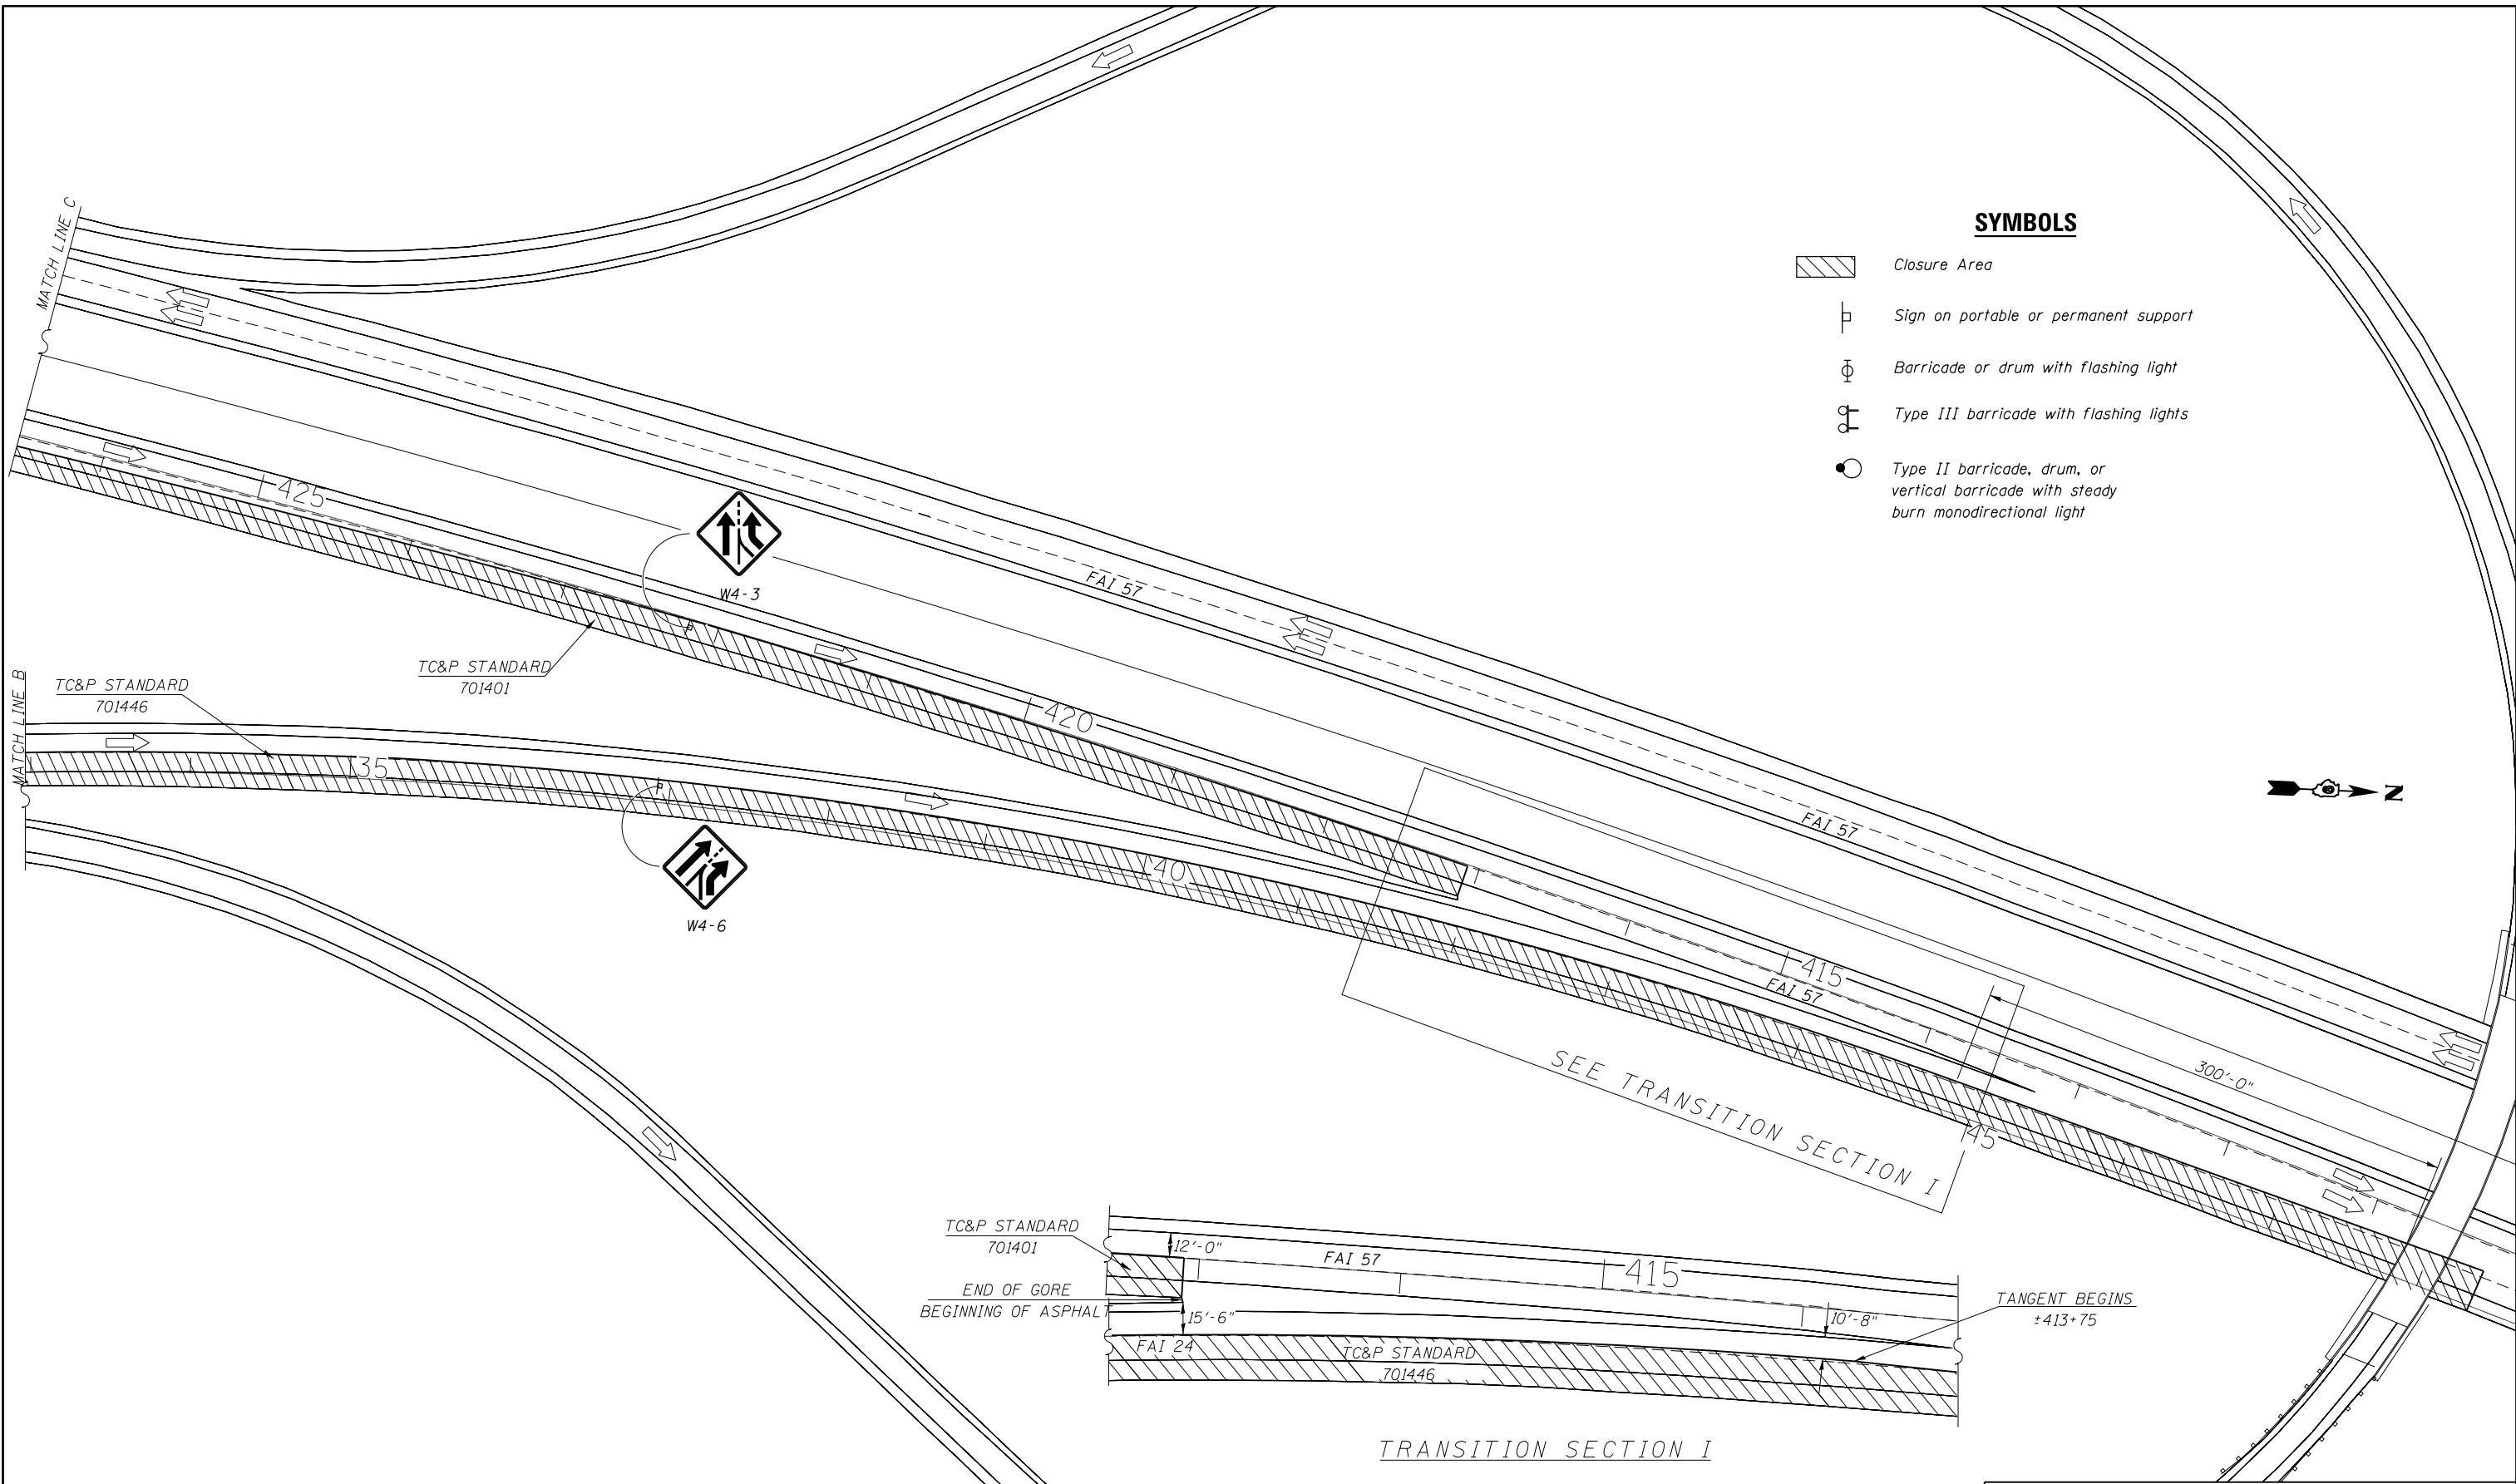 SYMBOLS
Closure Area
Sign on portable or permanent support
Barricade or drum with flashing light
Type III barricade with flashing lights
Type II barricade, drum, or
vertical barricade with steady
burn monodirectional light
MATCH LINE C
425
W4-3
FAI 57
TC&P STANDARD
701401
MATCH LINE B
TC&P STANDARD
701446
35
420
W4-6
40
FAI 57
N
415
FAI 57
300'-0"
SEE TRANSITION SECTION I
45
TC&P STANDARD
701401
12'-0"
FAI 57
415
END OF GORE
BEGINNING OF ASPHALT
15'-6"
10'-8"
TANGENT BEGINS
±413+75
FAI 24
TC&P STANDARD
701446
TRANSITION SECTION I